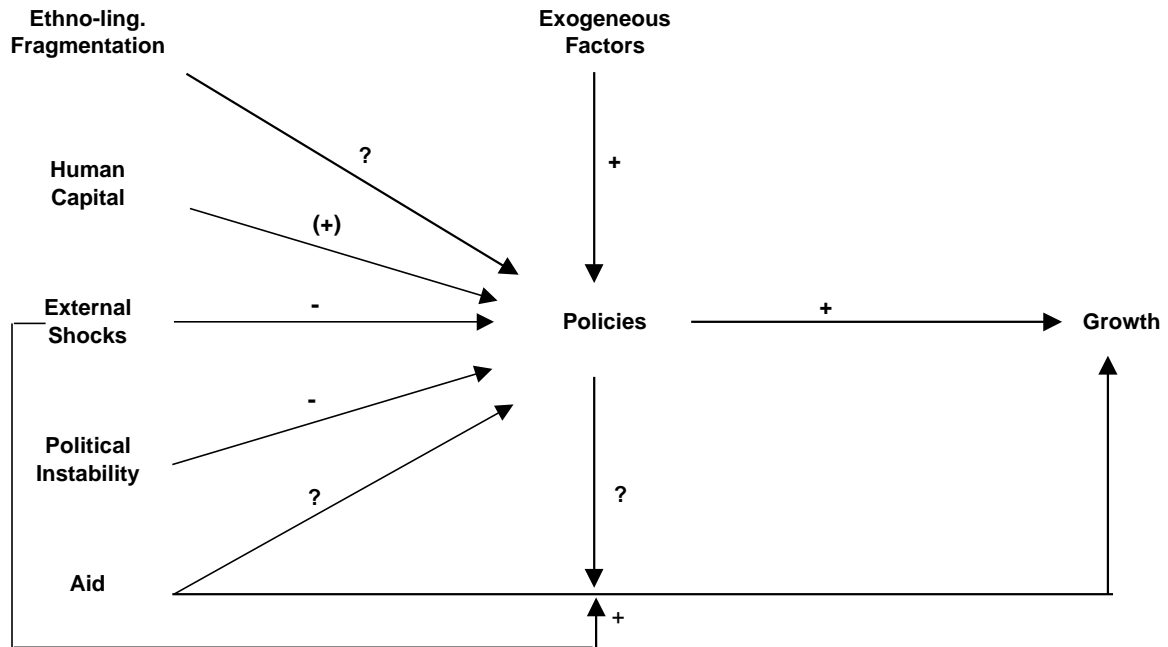 Ethno-ling.
Fragmentation
Exogeneous
Factors
?
+
Human
Capital
(+)
External
Shocks
-
Policies
+
Growth
-
Political
Instability
?
?
Aid
+